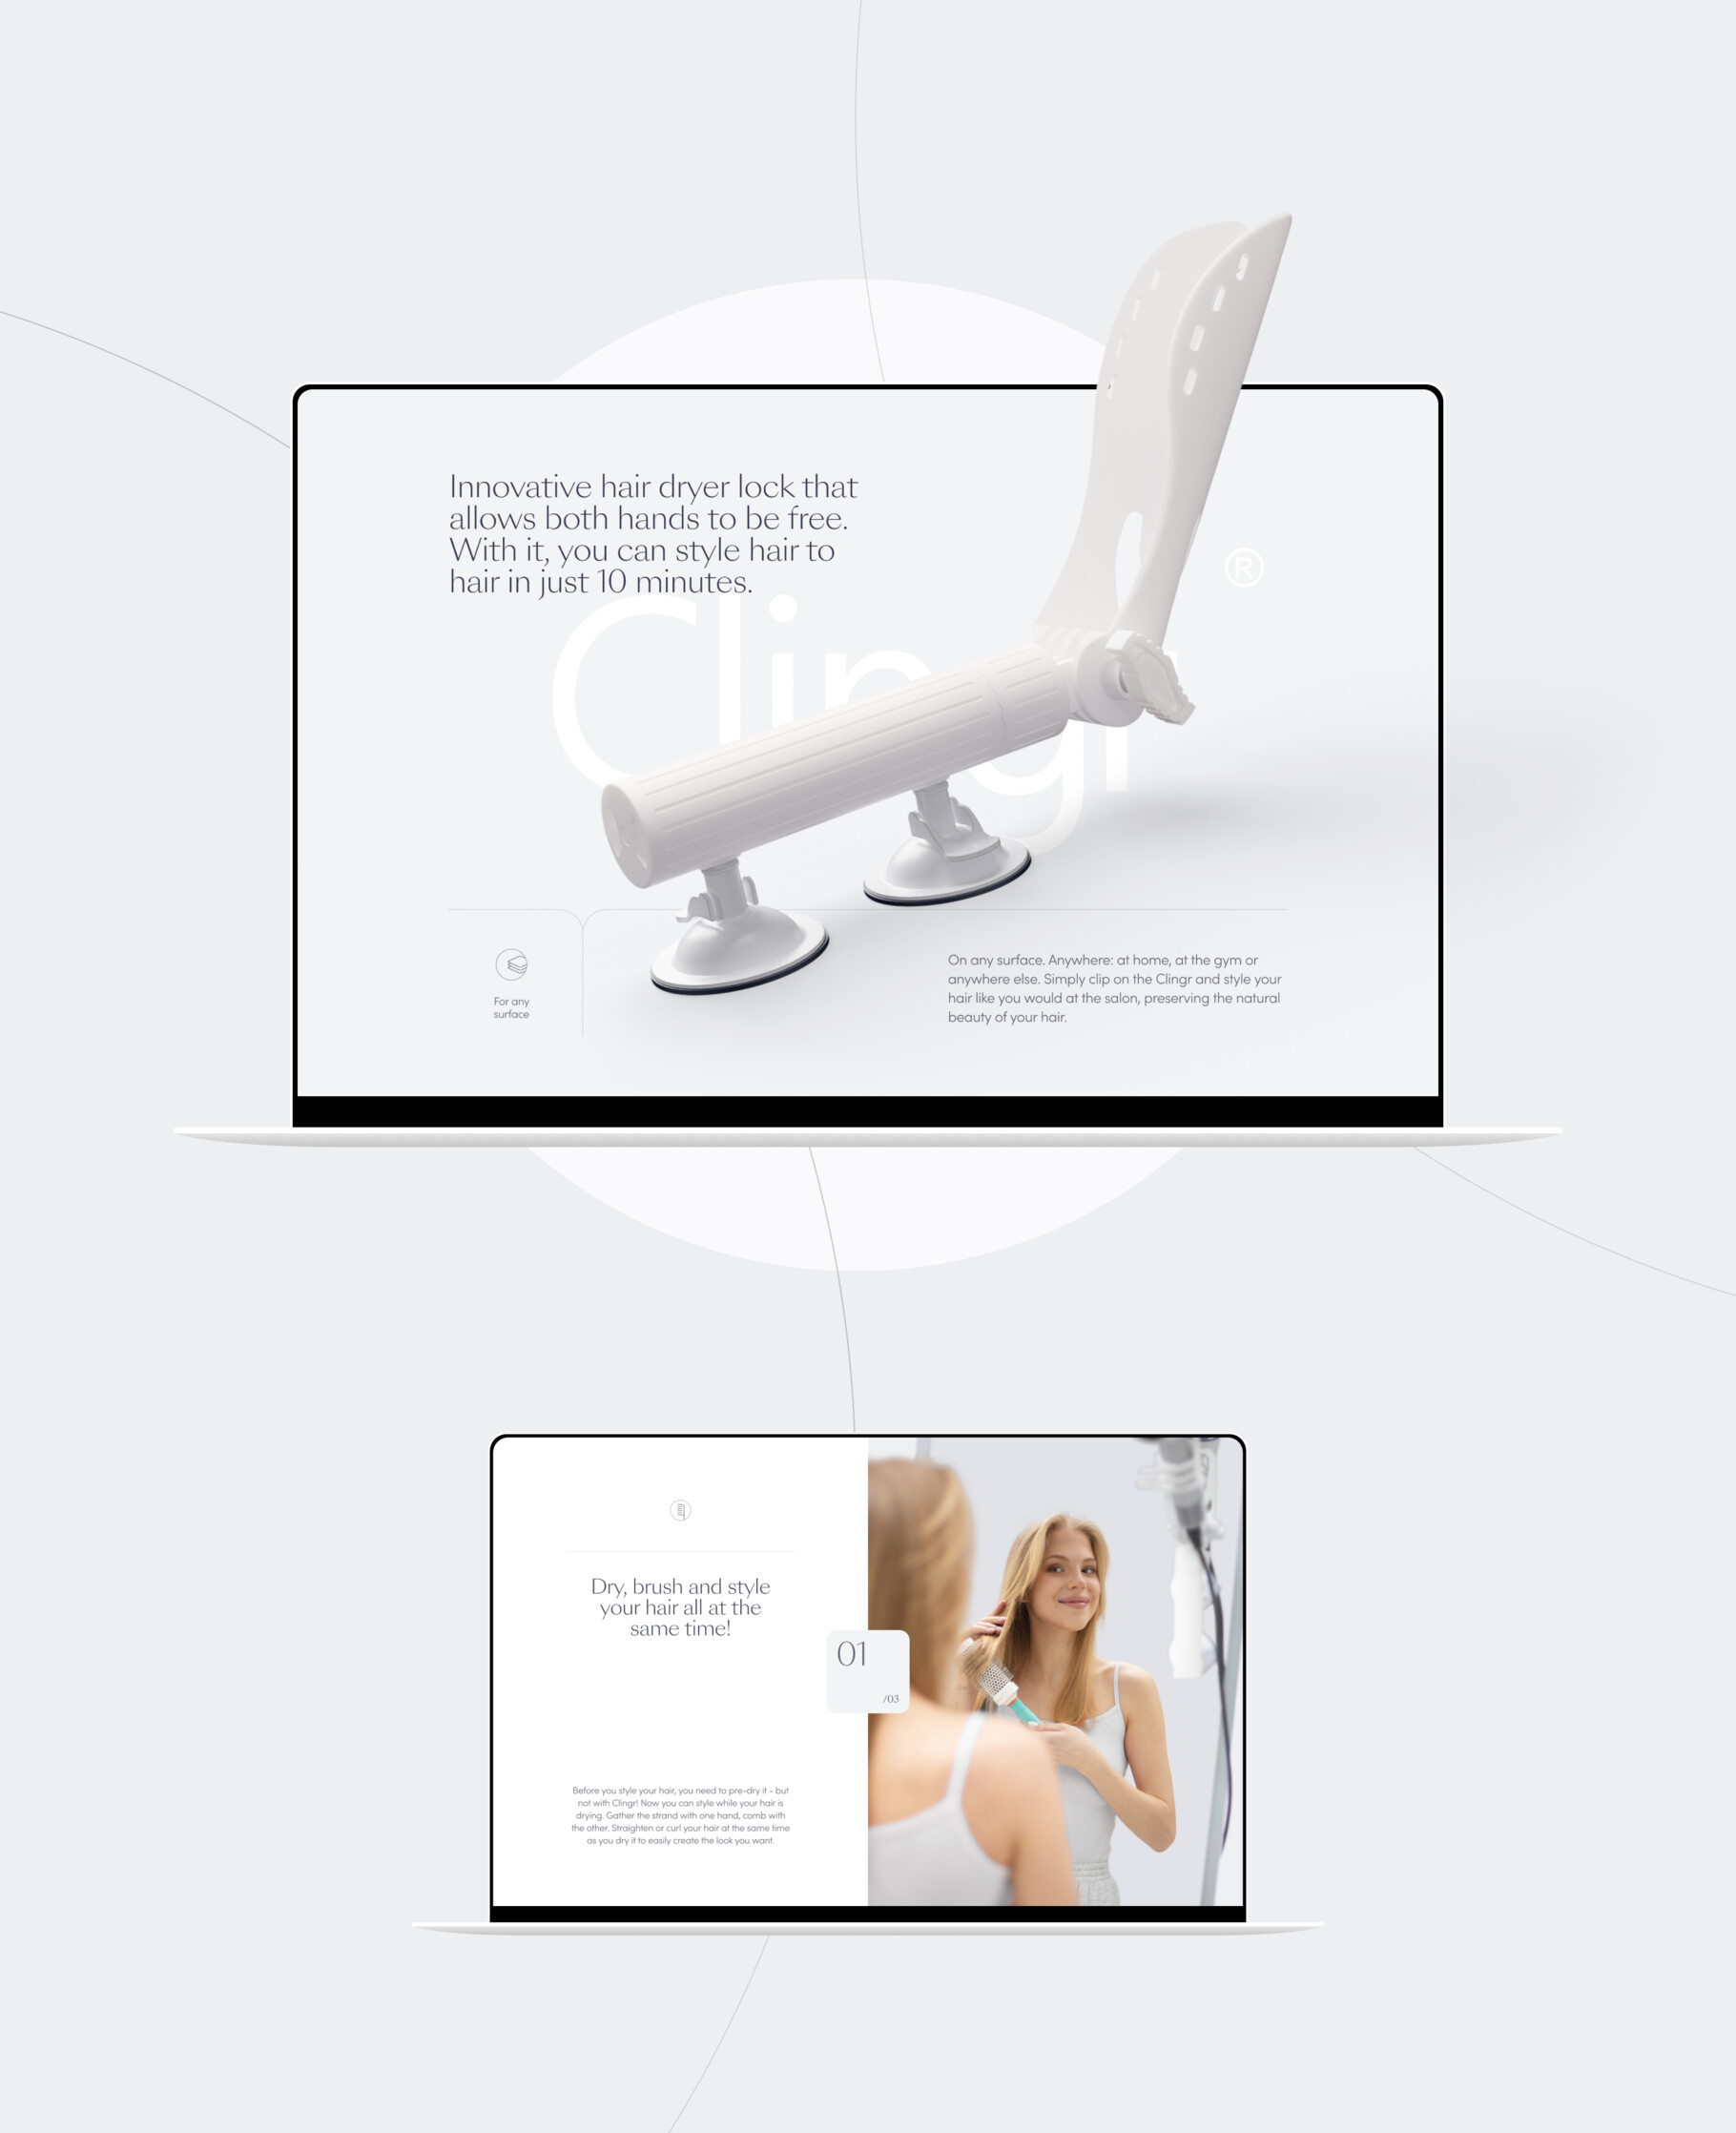 Innovative hair dryer lock that
allows both hands to be free.
With it, you can style hair to
hair in just 10 minutes.
®
Clingr
For any
surface
On any surface. Anywhere: at home, at the gym or
anywhere else. Simply clip on the Clingr and style your
hair like you would at the salon, preserving the natural
beauty of your hair.
Dry, brush and style
your hair all at the
same time!
01
/03
Before you style your hair, you need to pre-dry it - but
not with Clingr! Now you can style while your hair is
drying. Gather the strand with one hand, comb with
the other. Straighten or curl your hair at the same time
as you dry it to easily create the look you want.